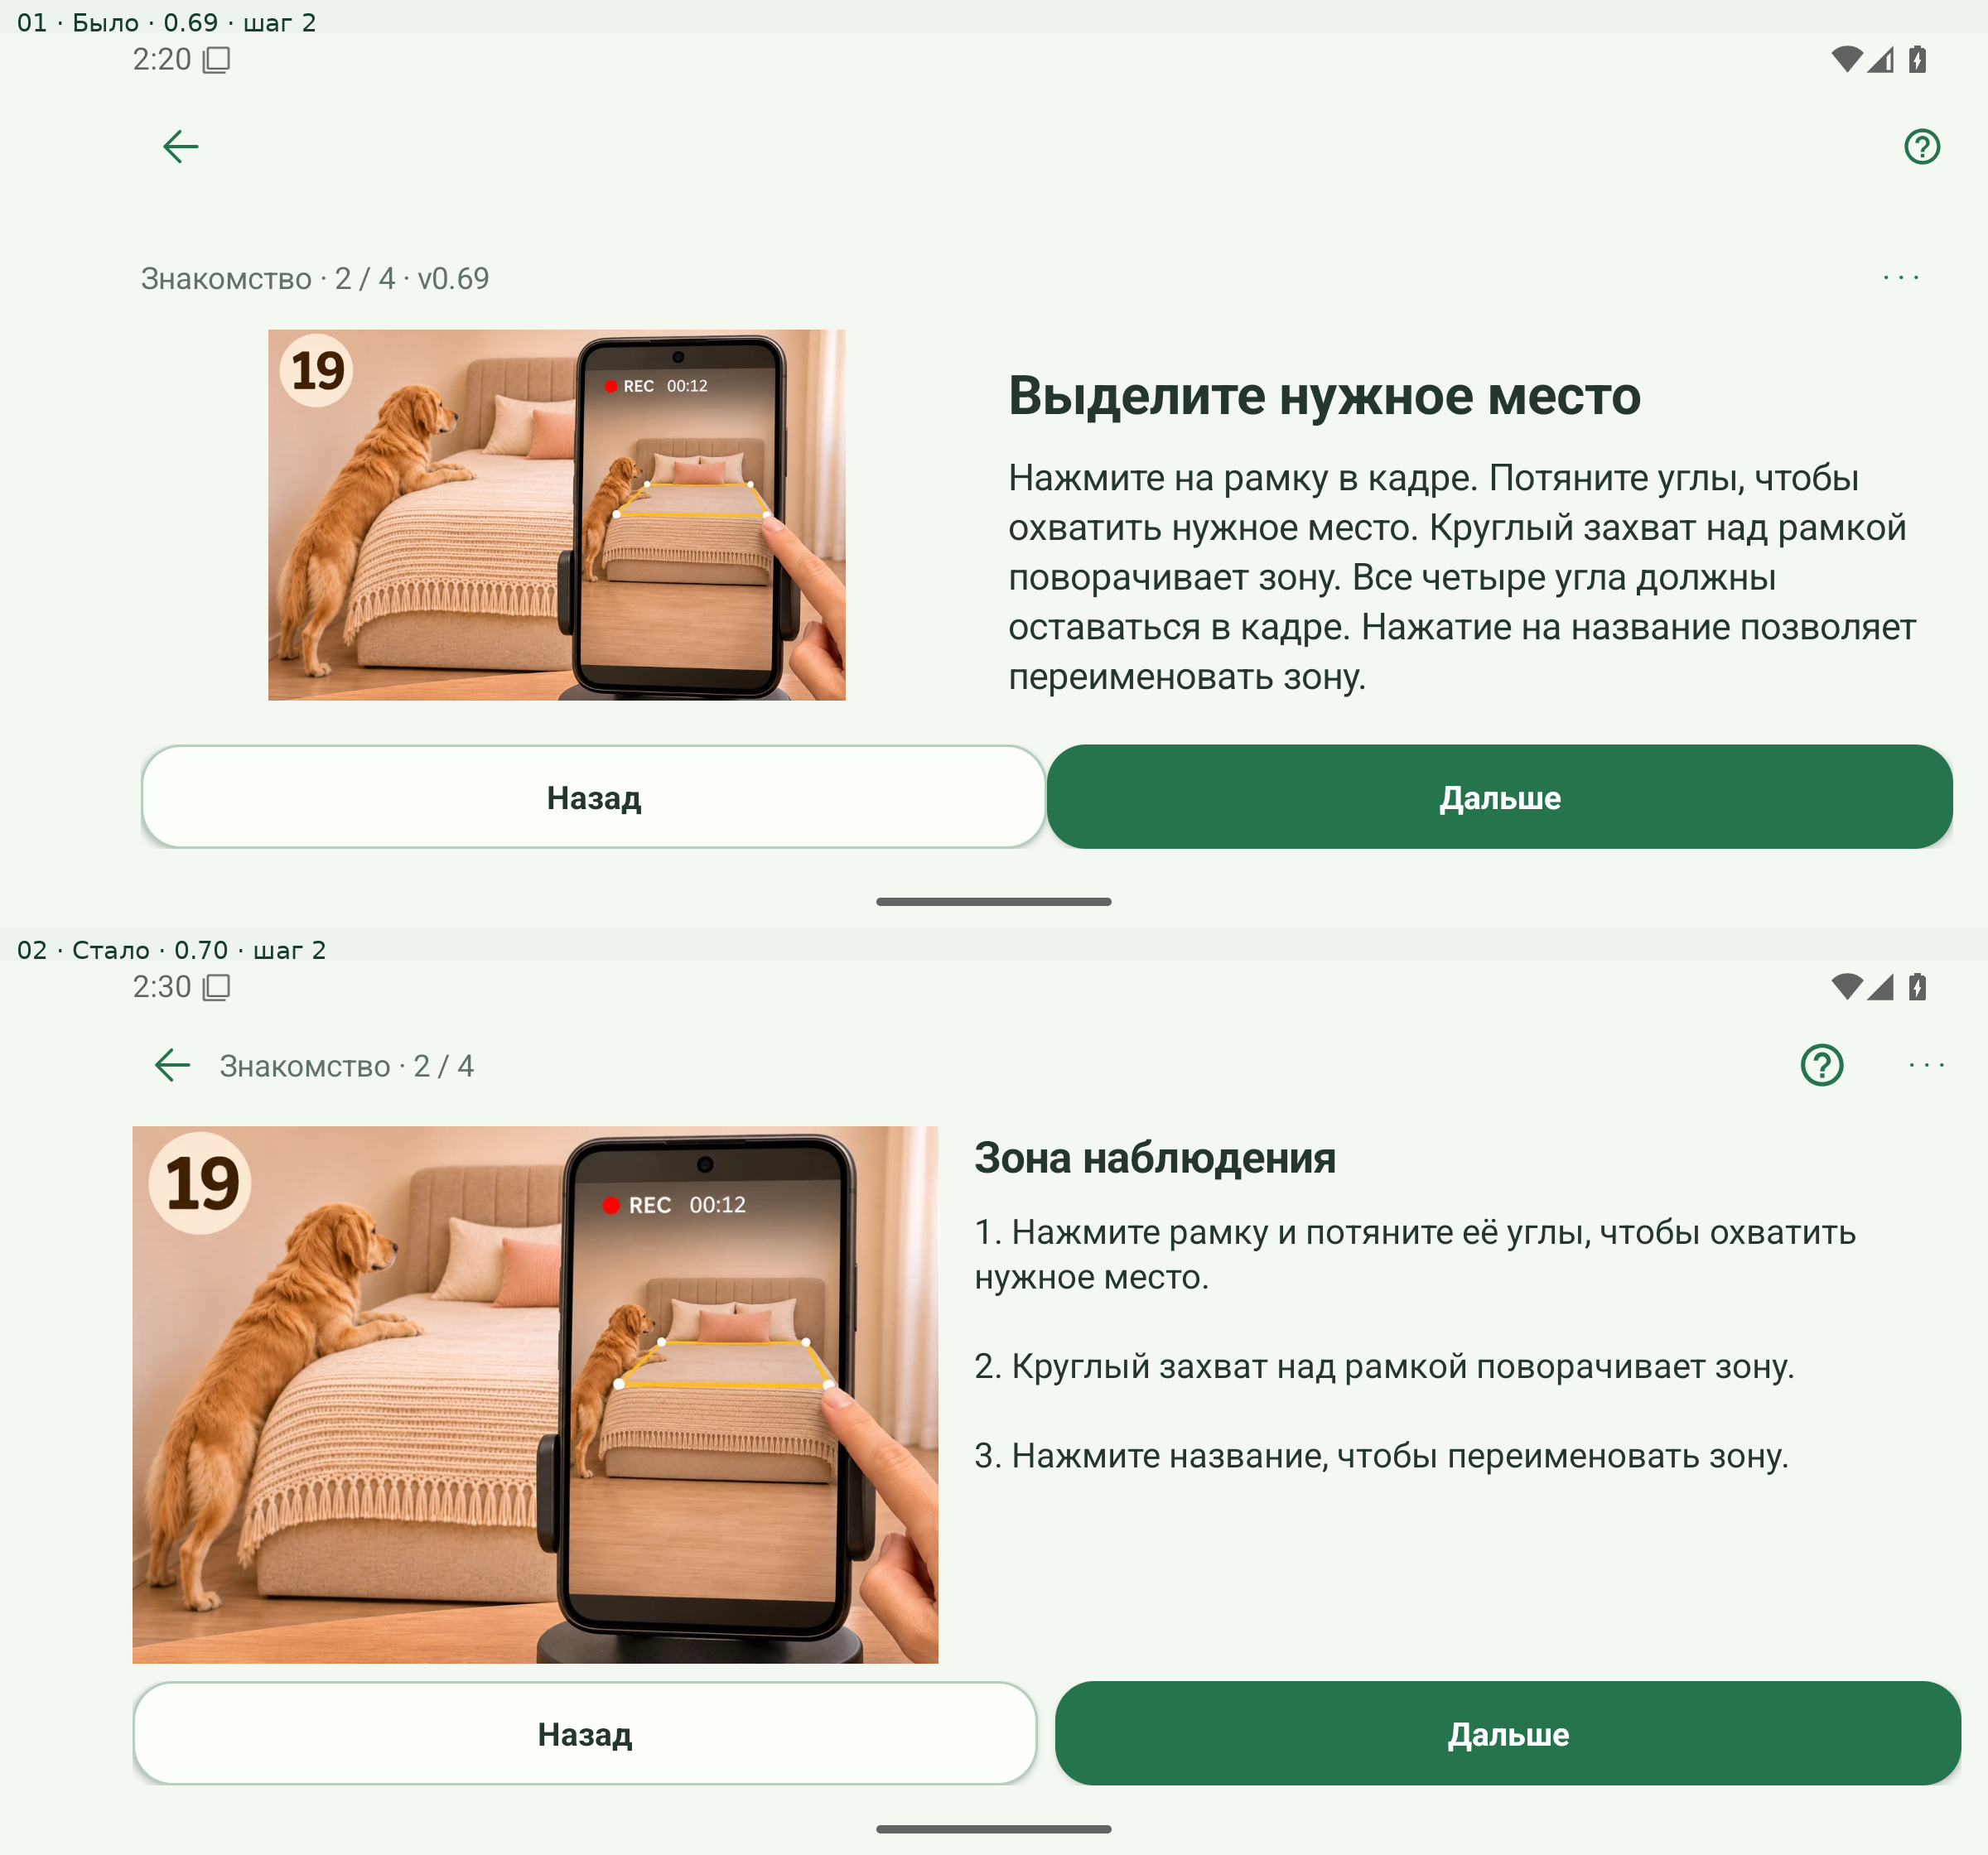 01 · Было · 0.69 · шаг 2
2:20
Знакомство · 2 / 4 · v0.69
19
REC 00:12
Выделите нужное место
Нажмите на рамку в кадре. Потяните углы, чтобы
охватить нужное место. Круглый захват над рамкой
поворачивает зону. Все четыре угла должны
оставаться в кадре. Нажатие на название позволяет
переименовать зону.
Назад
Дальше
02 · Стало · 0.70 · шаг 2
2:30
Знакомство · 2 / 4
19
REC 00:12
Зона наблюдения
1. Нажмите рамку и потяните её углы, чтобы охватить
нужное место.
2. Круглый захват над рамкой поворачивает зону.
3. Нажмите название, чтобы переименовать зону.
Назад
Дальше